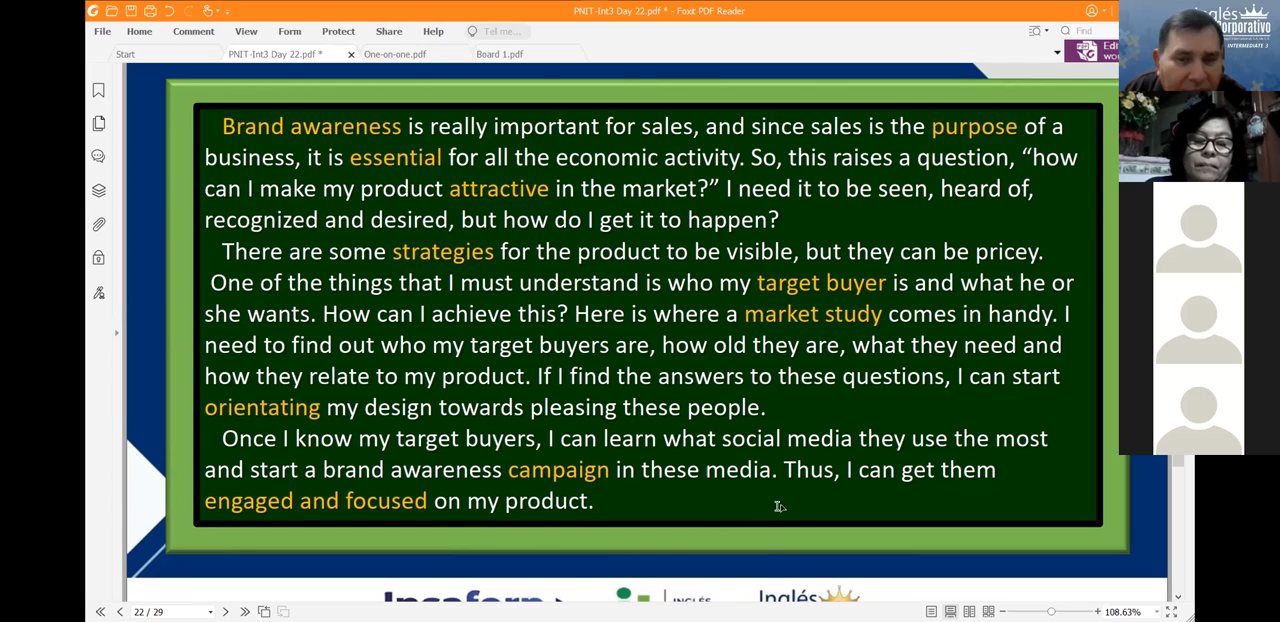 PNIT-Int3 Day 22.pdf * - Foxit PDF Reader
File Home Comment View Form Protect Share Help Tell me... Find
Start PNIT-Int3 Day 22.pdf * One-on-one.pdf Board 1.pdf
Inglés
Corporativo
INTERMEDIATE 3
Brand awareness is really important for sales, and since sales is the purpose of a
business, it is essential for all the economic activity. So, this raises a question, “how
can I make my product attractive in the market?” I need it to be seen, heard of,
recognized and desired, but how do I get it to happen?
There are some strategies for the product to be visible, but they can be pricey.
One of the things that I must understand is who my target buyer is and what he or
she wants. How can I achieve this? Here is where a market study comes in handy. I
need to find out who my target buyers are, how old they are, what they need and
how they relate to my product. If I find the answers to these questions, I can start
orientating my design towards pleasing these people.
Once I know my target buyers, I can learn what social media they use the most
and start a brand awareness campaign in these media. Thus, I can get them
engaged and focused on my product.
INGLÉS Inglés
22 / 29 108.63%